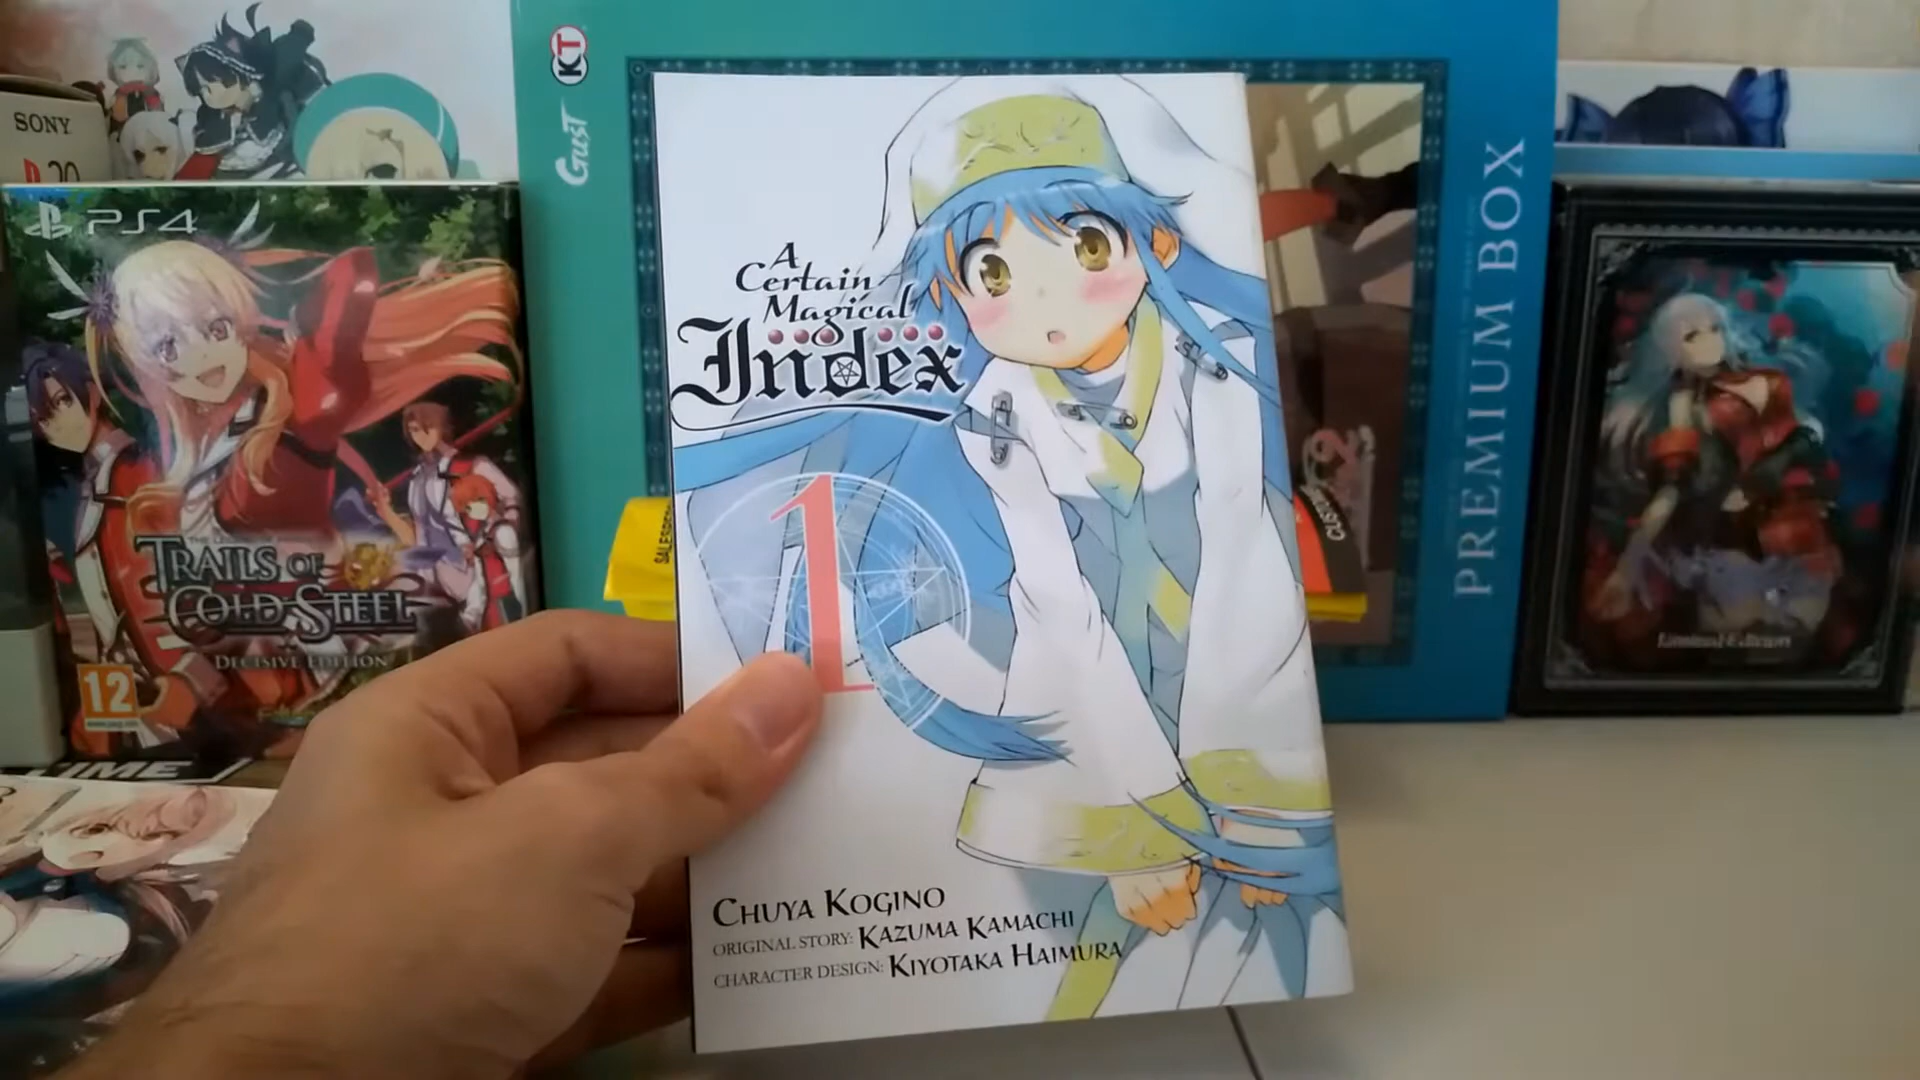 SONY
PS4
TRAILS OF
COLD STEEL
DECISIVE EDITION
12
KT
GUST
A
Certain
Magical
Index
1
CHUYA KOGINO
ORIGINAL STORY: KAZUMA KAMACHI
CHARACTER DESIGN: KIYOTAKA HAIMURA
PREMIUM BOX
Limited Edition